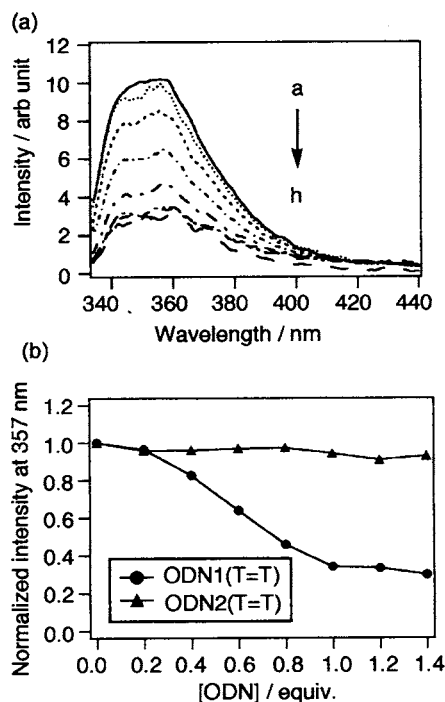 (a)
Intensity / arb unit
12
10
8
6
4
2
0
a
h
340 360 380 400 420 440
Wavelength / nm
(b)
Normalized intensity at 357 nm
1.2
1.0
0.8
0.6
0.4
0.2
0.0
ODN1(T=T)
ODN2(T=T)
0.0 0.2 0.4 0.6 0.8 1.0 1.2 1.4
[ODN] / equiv.